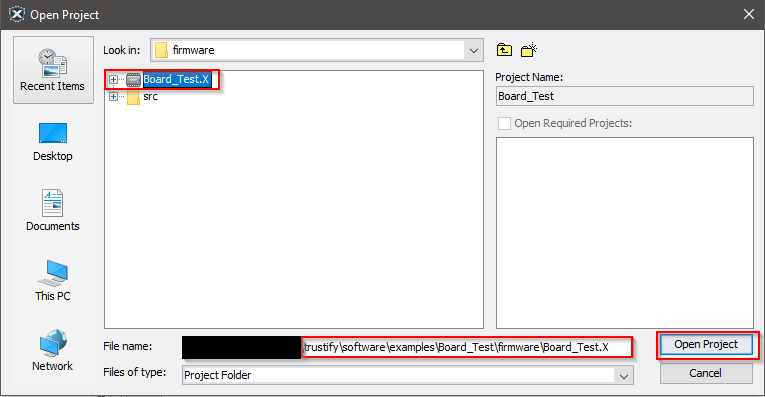 Open Project
Look in: firmware
Recent Items
Desktop
Documents
This PC
Network
Board_Test.X
src
Project Name:
Board_Test
Open Required Projects:
File name: trustify\software\examples\Board_Test\firmware\Board_Test.X
Open Project
Files of type: Project Folder
Cancel